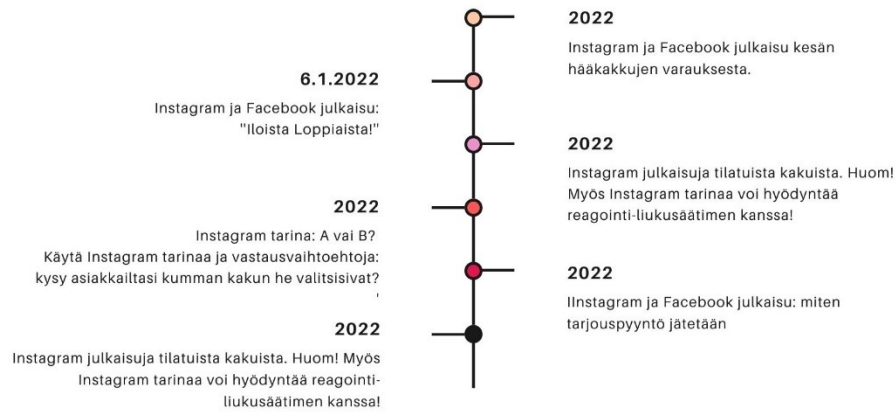 2022
Instagram ja Facebook julkaisu kesän
hääkakkujen varauksesta.
6.1.2022
Instagram ja Facebook julkaisu:
"Iloista Loppiaista!"
2022
Instagram julkaisuja tilatuista kakuista. Huom!
Myös Instagram tarinaa voi hyödyntää
reagointi-liukusäätimen kanssa!
2022
Instagram tarina: A vai B?
Käytä Instagram tarinaa ja vastausvaihtoehtoja:
kysy asiakkailtasi kumman kakun he valitsisivat?
'
2022
IInstagram ja Facebook julkaisu: miten
tarjouspyyntö jätetään
2022
Instagram julkaisuja tilatuista kakuista. Huom! Myös
Instagram tarinaa voi hyödyntää reagointi-
liukusäätimen kanssa!